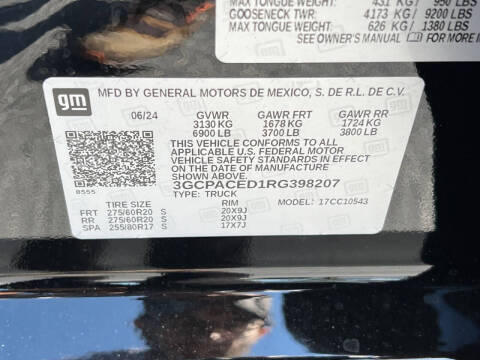 MAX TONGUE WEIGHT: 431 KG / 950 LBS
GOOSENECK TWR: 4173 KG / 9200 LBS
MAX TONGUE WEIGHT: 626 KG / 1380 LBS
SEE OWNER'S MANUAL FOR MORE IN
gm
MFD BY GENERAL MOTORS DE MEXICO, S. DE R.L. DE C.V.
06/24 GVWR GAWR FRT GAWR RR
3130 KG 1678 KG 1724 KG
6900 LB 3700 LB 3800 LB
THIS VEHICLE CONFORMS TO ALL
APPLICABLE U.S. FEDERAL MOTOR
VEHICLE SAFETY STANDARDS IN EFFECT
ON THE DATE OF MANUFACTURE SHOWN ABOVE.
3GCPACED1RG398207
8555 TYPE: TRUCK MODEL: 17CC10543
TIRE SIZE RIM
FRT 275/60R20 S 20X9J
RR 275/60R20 S 20X9J
SPA 255/80R17 S 17X7J